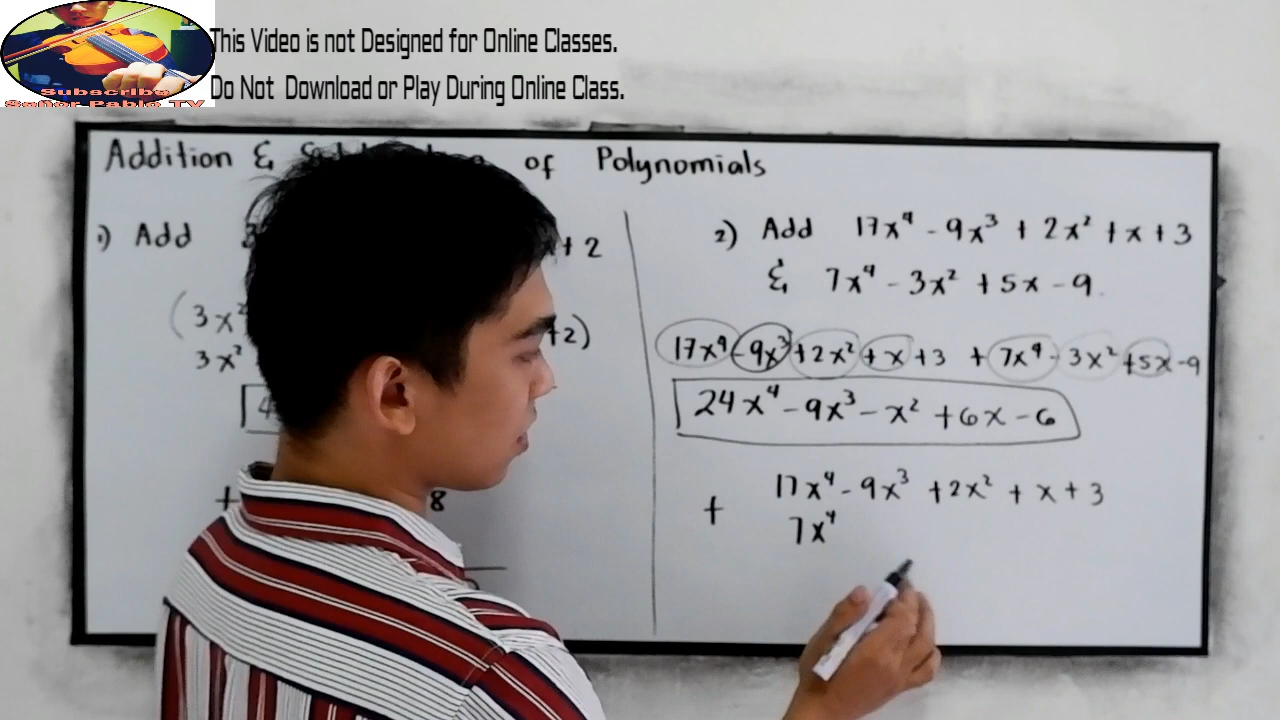 This Video is not Designed for Online Classes.
Do Not Download or Play During Online Class.
Subscribe
Señor Pablo TV
Addition & of Polynomials
1) Add 3 + 2
(3x² +2)
3x²
4
+ 8
2) Add 17x⁴ - 9x³ + 2x² + x + 3
& 7x⁴ - 3x² + 5x - 9
17x⁴ - 9x³ + 2x² + x + 3 + 7x⁴ - 3x² + 5x - 9
24x⁴ - 9x³ - x² + 6x - 6
17x⁴ - 9x³ + 2x² + x + 3
+ 7x⁴